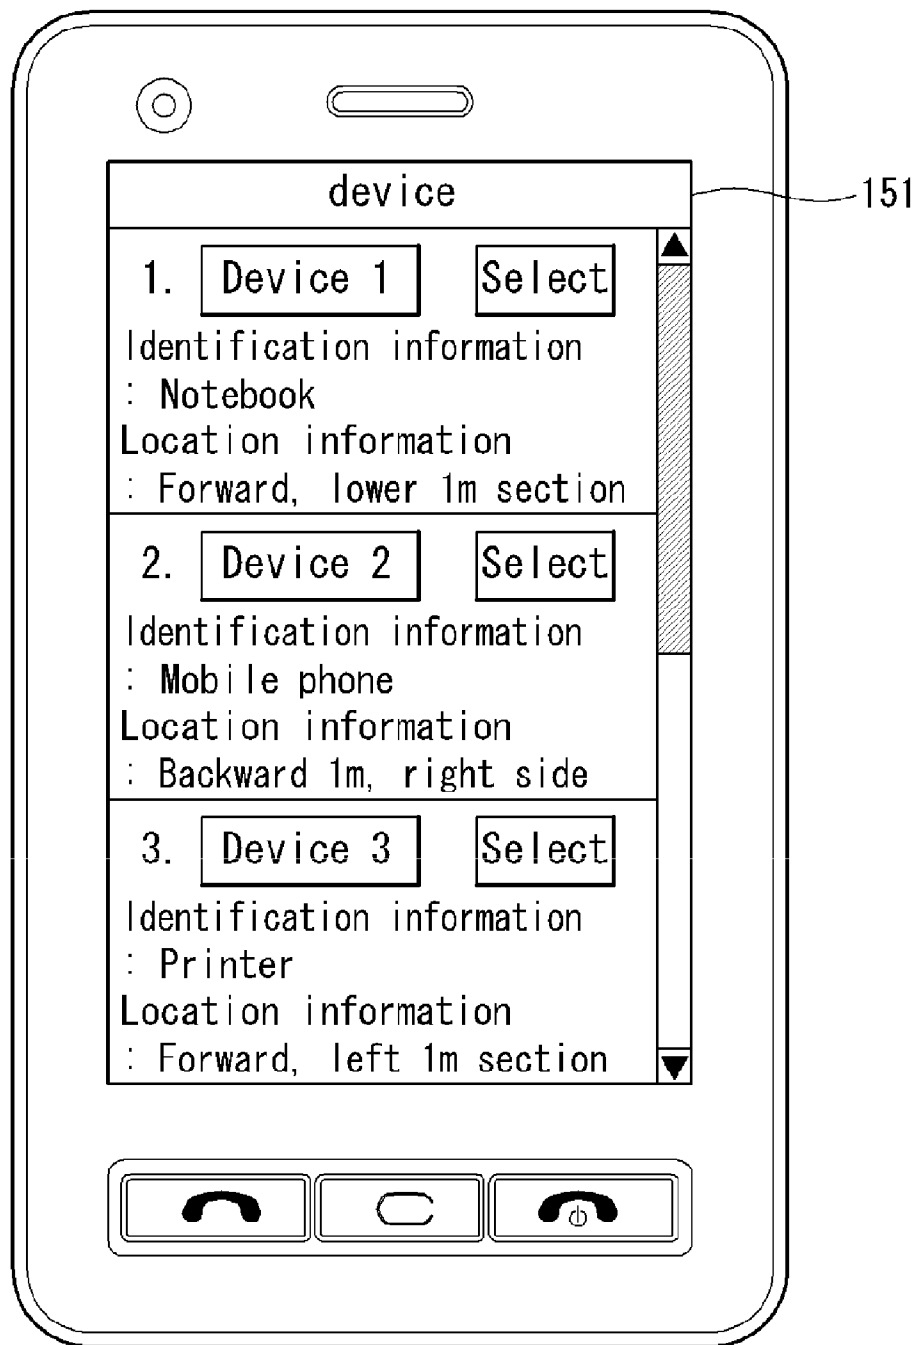 device
151
1. Device 1 Select
Identification information
: Notebook
Location information
: Forward, lower 1m section
2. Device 2 Select
Identification information
: Mobile phone
Location information
: Backward 1m, right side
3. Device 3 Select
Identification information
: Printer
Location information
: Forward, left 1m section